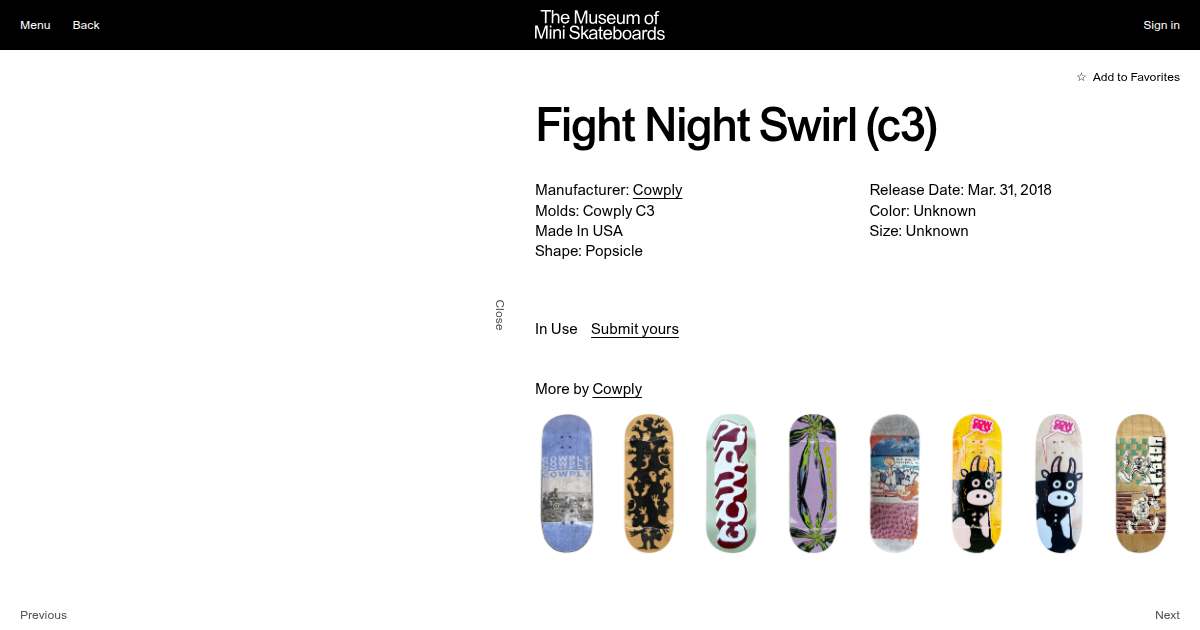 Menu
Back
The Museum of
Mini Skateboards
Sign in
☆ Add to Favorites
Fight Night Swirl (c3)
Manufacturer: Cowply
Molds: Cowply C3
Made In USA
Shape: Popsicle
Release Date: Mar. 31, 2018
Color: Unknown
Size: Unknown
Close
In Use Submit yours
More by Cowply
COWPLY
Previous
Next